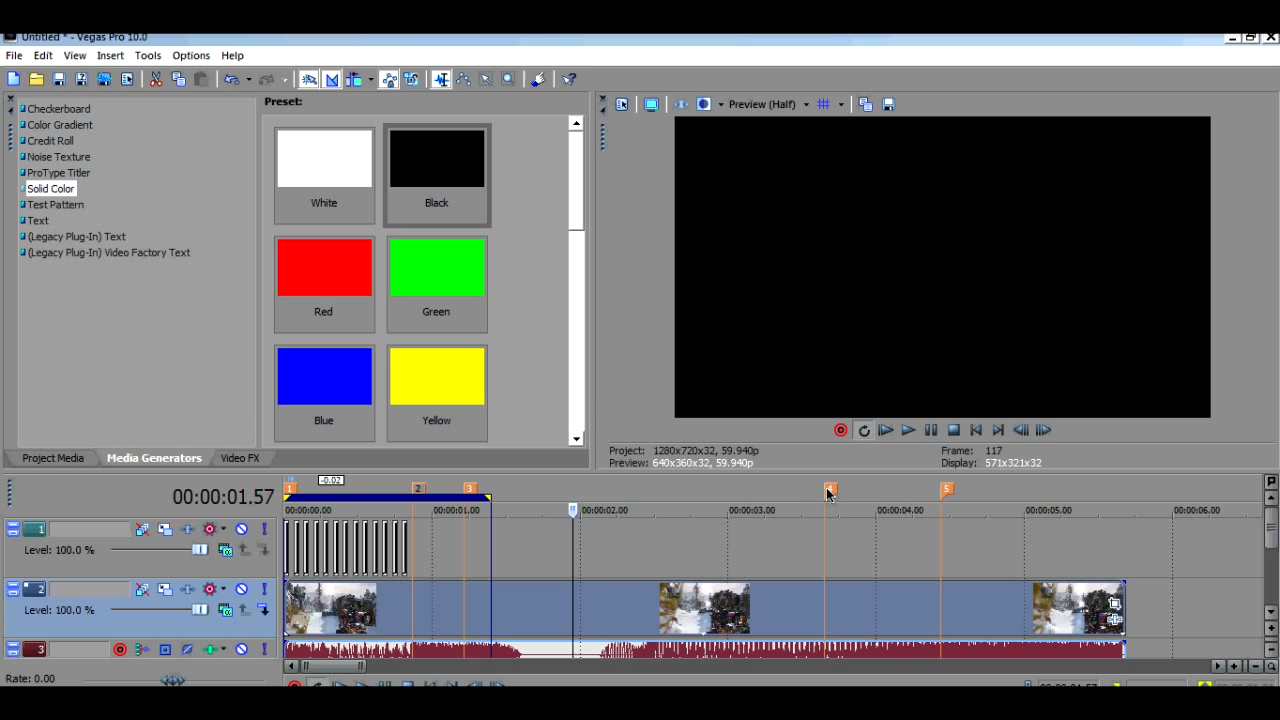 Untitled * - Vegas Pro 10.0
File Edit View Insert Tools Options Help
Checkerboard
Color Gradient
Credit Roll
Noise Texture
ProType Titler
Solid Color
Test Pattern
Text
(Legacy Plug-In) Text
(Legacy Plug-In) Video Factory Text
Preset:
White
Black
Red
Green
Blue
Yellow
Project Media Media Generators Video FX
Preview (Half)
Project: 1280x720x32, 59.940p
Preview: 640x360x32, 59.940p
Frame: 117
Display: 571x321x32
00:00:01.57
-0.02
1 2 3 4 5
00:00:00.00 00:00:01.00 00:00:02.00 00:00:03.00 00:00:04.00 00:00:05.00 00:00:06.00
1
Level: 100.0 %
2
Level: 100.0 %
3
Rate: 0.00
00:00:01.57